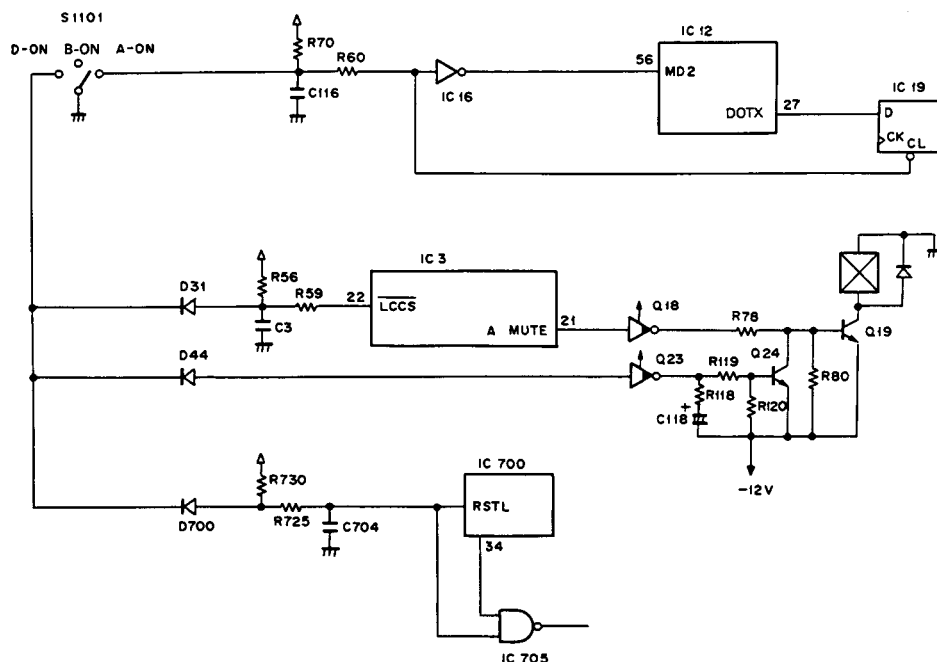 S1101
D-ON B-ON A-ON
R70
R60
C116
IC16
IC 12
56
MD2
DOTX
27
IC 19
D
CK
CL
D31
R56
R59
C3
IC 3
22
LCCS
A MUTE
21
Q18
R78
Q19
D44
Q23
R119
Q24
R118
R120
R80
+
C118
-12V
D700
R730
R725
C704
IC 700
RSTL
34
IC 705